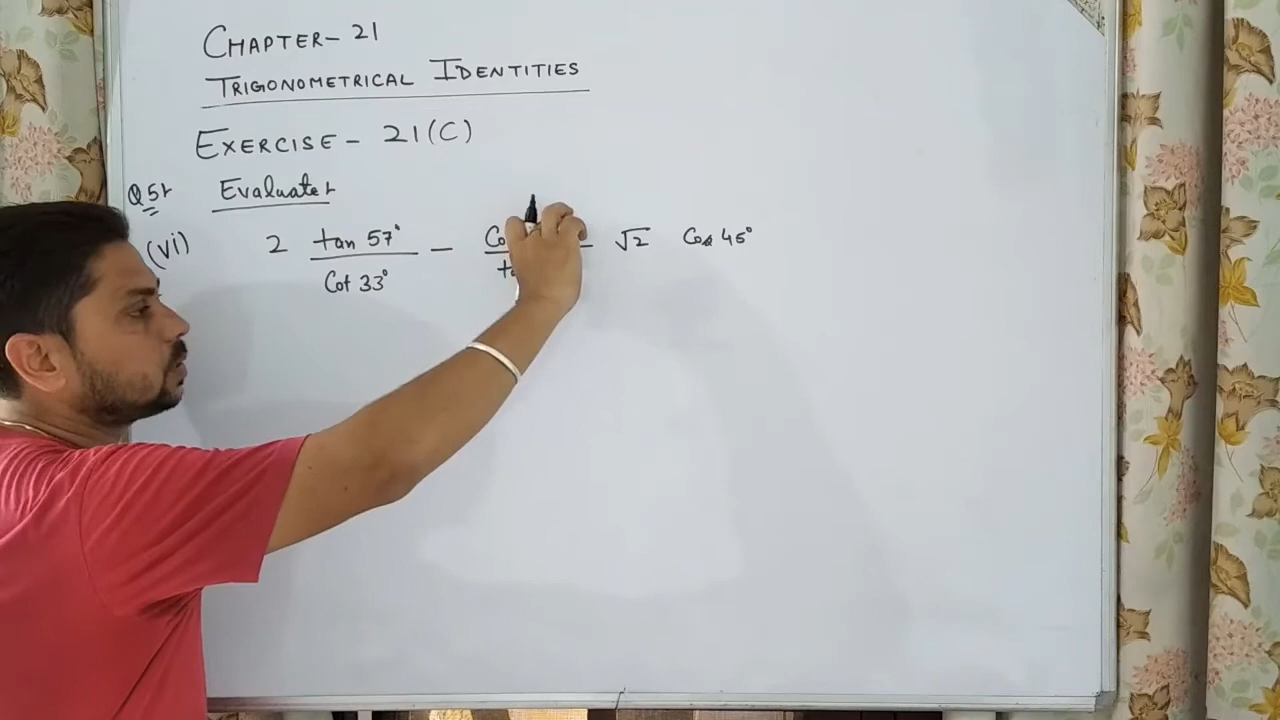 CHAPTER- 21
TRIGONOMETRICAL IDENTITIES
EXERCISE - 21(C)
Q5. Evaluate.
(vi) 2 tan 57° / Cot 33° - - √2 Cos 45°